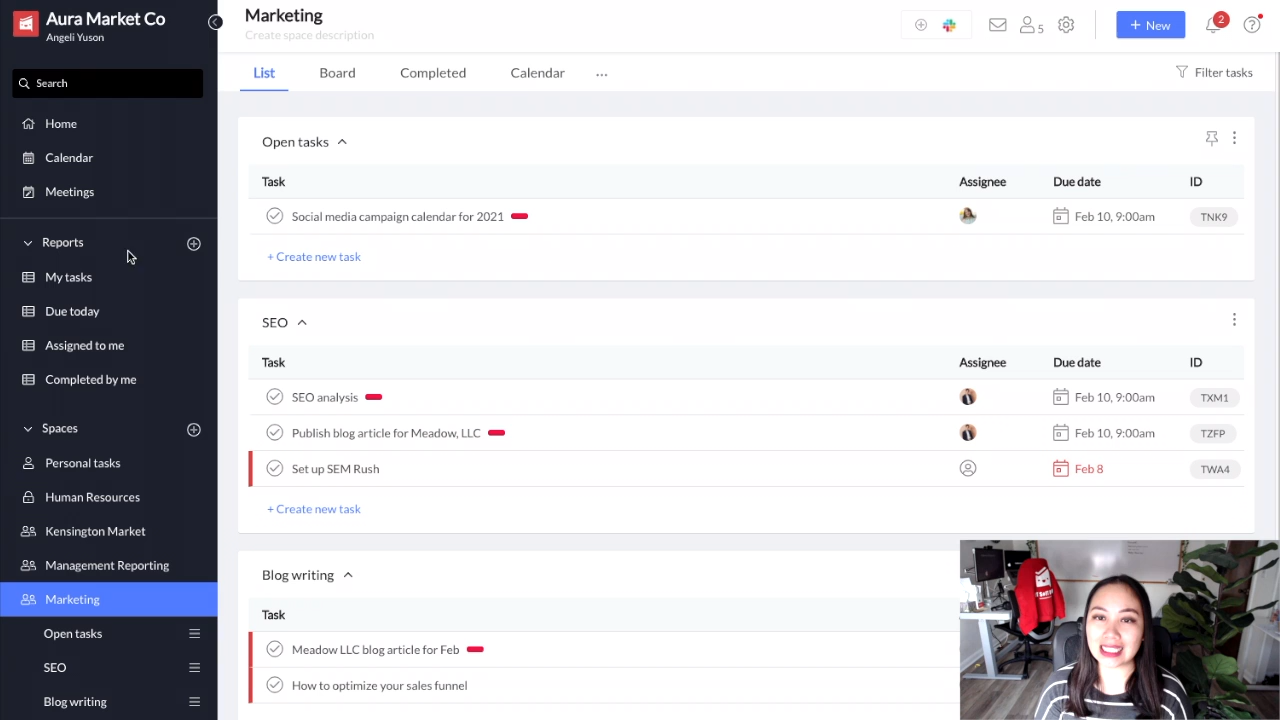 Aura Market Co
Angeli Yuson
Search
Home
Calendar
Meetings
Reports
My tasks
Due today
Assigned to me
Completed by me
Spaces
Personal tasks
Human Resources
Kensington Market
Management Reporting
Marketing
Open tasks
SEO
Blog writing
Marketing
Create space description
5
+ New
2
?
List Board Completed Calendar ...
Filter tasks
Open tasks
Task Assignee Due date ID
Social media campaign calendar for 2021 Feb 10, 9:00am TNK9
+ Create new task
SEO
Task Assignee Due date ID
SEO analysis Feb 10, 9:00am TXM1
Publish blog article for Meadow, LLC Feb 10, 9:00am TZFP
Set up SEM Rush Feb 8 TWA4
+ Create new task
Blog writing
Task
Meadow LLC blog article for Feb
How to optimize your sales funnel